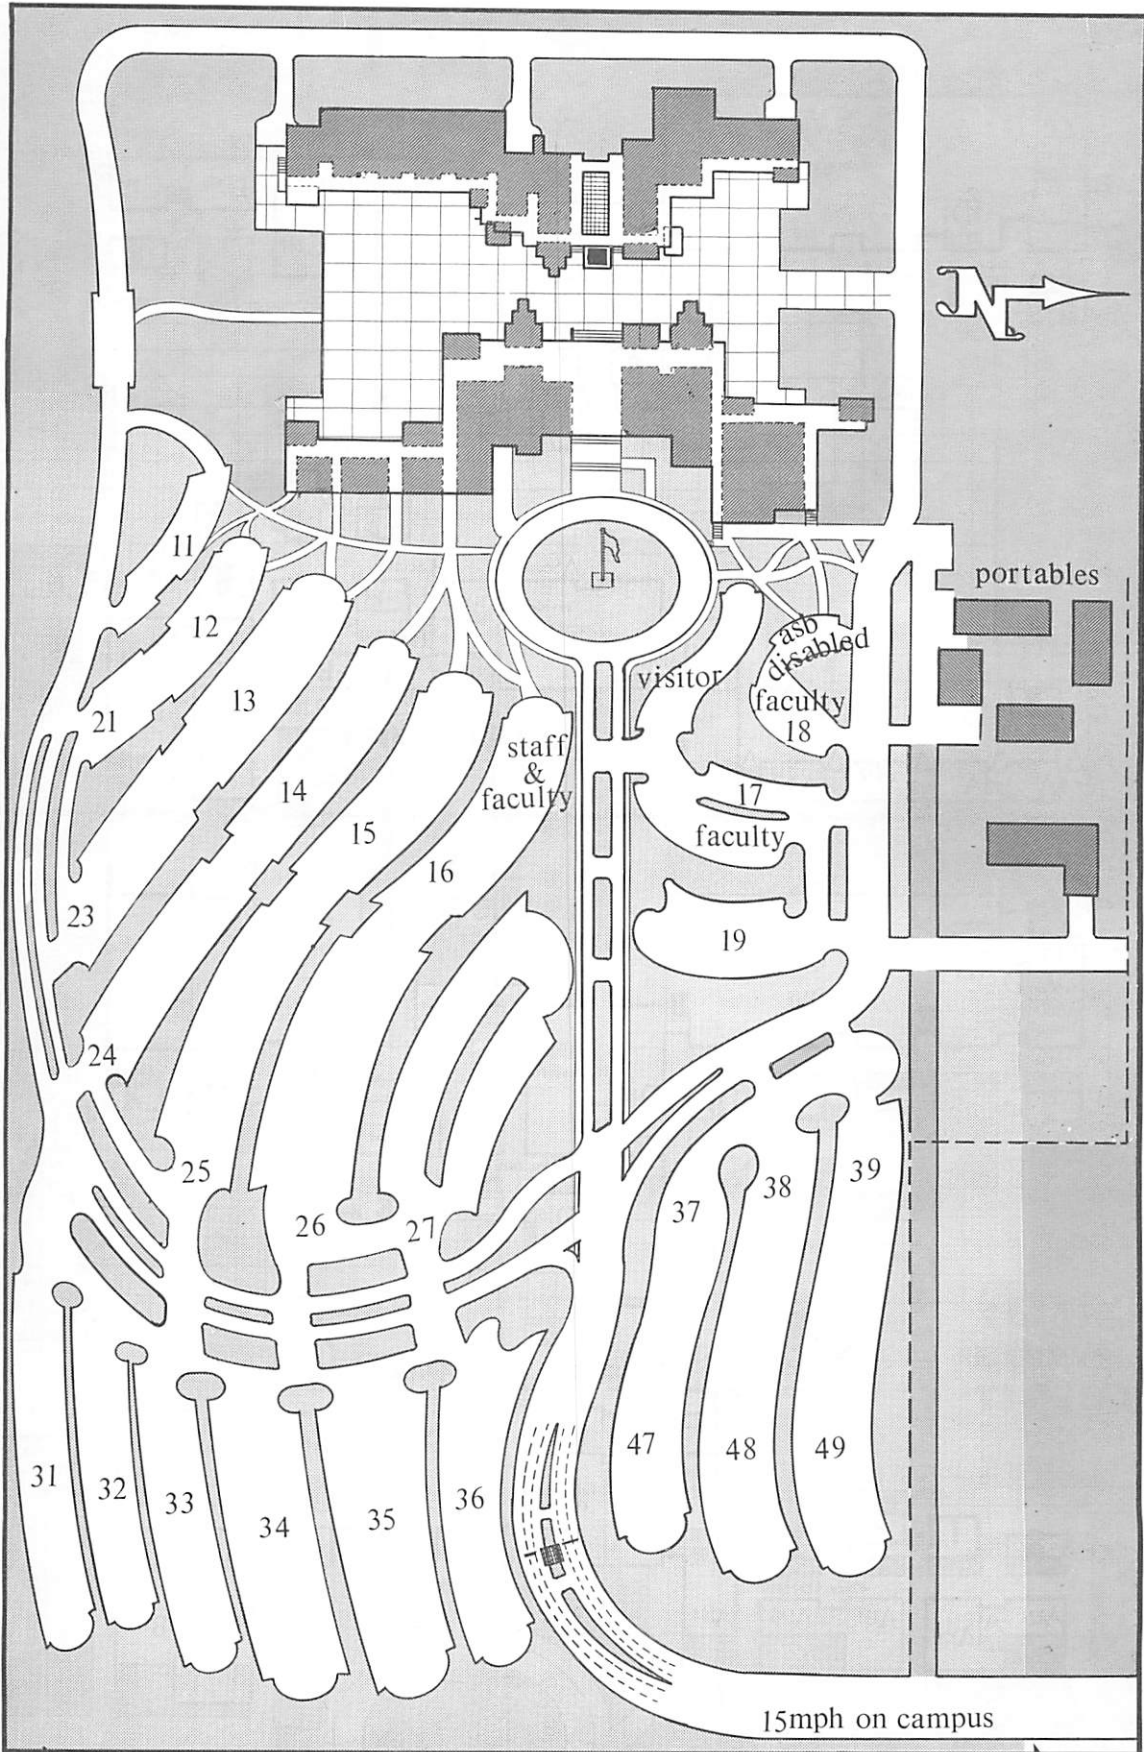 N
11
portables
12
asb
disabled
visitor
13
faculty
21
18
staff
&
faculty
14
17
15
faculty
16
23
19
24
25
39
38
37
26
27
47
48
49
31
32
33
36
35
34
15mph on campus